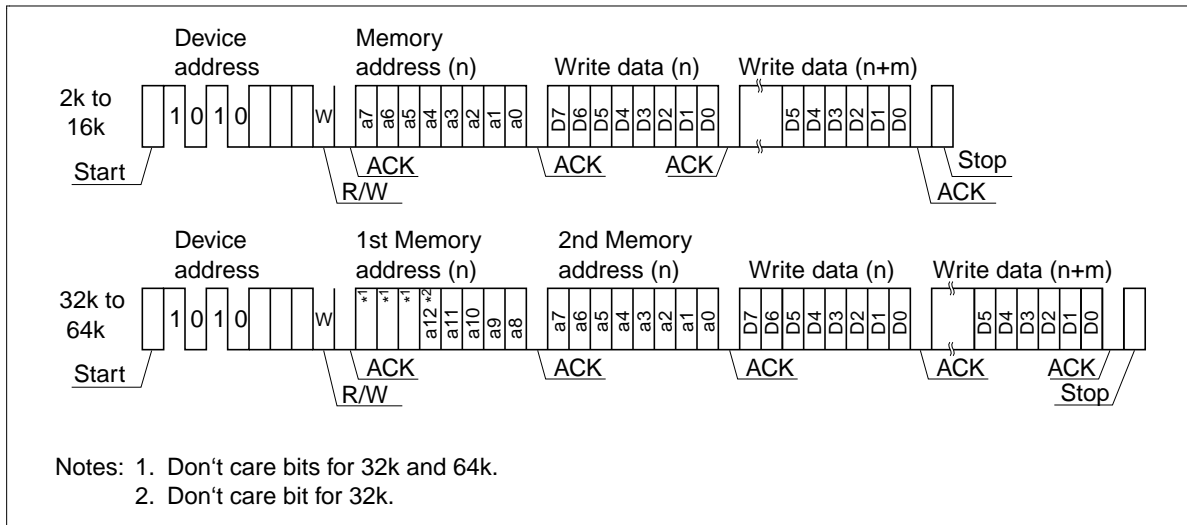 Device address
Memory address (n)
Write data (n)
Write data (n+m)
2k to 16k
1 0 1 0 W a7 a6 a5 a4 a3 a2 a1 a0 D7 D6 D5 D4 D3 D2 D1 D0 D5 D4 D3 D2 D1 D0
Start
R/W
ACK
ACK
ACK
ACK
Stop
Device address
1st Memory address (n)
2nd Memory address (n)
Write data (n)
Write data (n+m)
32k to 64k
1 0 1 0 W *1 *1 *1 a12 *2 a11 a10 a9 a8 a7 a6 a5 a4 a3 a2 a1 a0 D7 D6 D5 D4 D3 D2 D1 D0 D5 D4 D3 D2 D1 D0
Start
R/W
ACK
ACK
ACK
ACK
ACK
Stop
Notes: 1. Don‘t care bits for 32k and 64k.
2. Don‘t care bit for 32k.